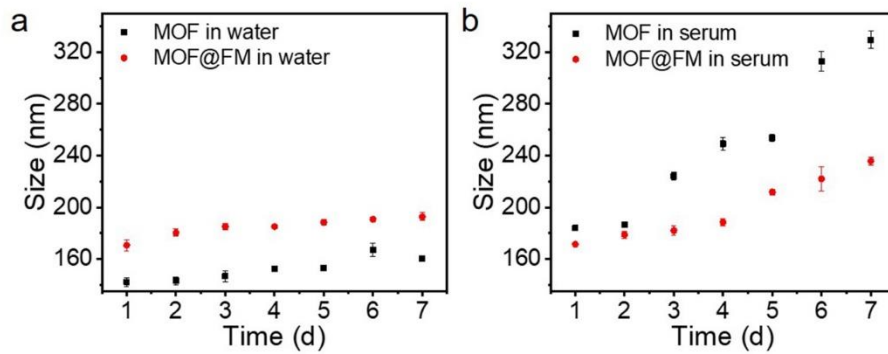 a
MOF in water
MOF@FM in water
320
280
240
200
160
Size (nm)
1 2 3 4 5 6 7
Time (d)
b
MOF in serum
MOF@FM in serum
320
280
240
200
160
Size (nm)
1 2 3 4 5 6 7
Time (d)